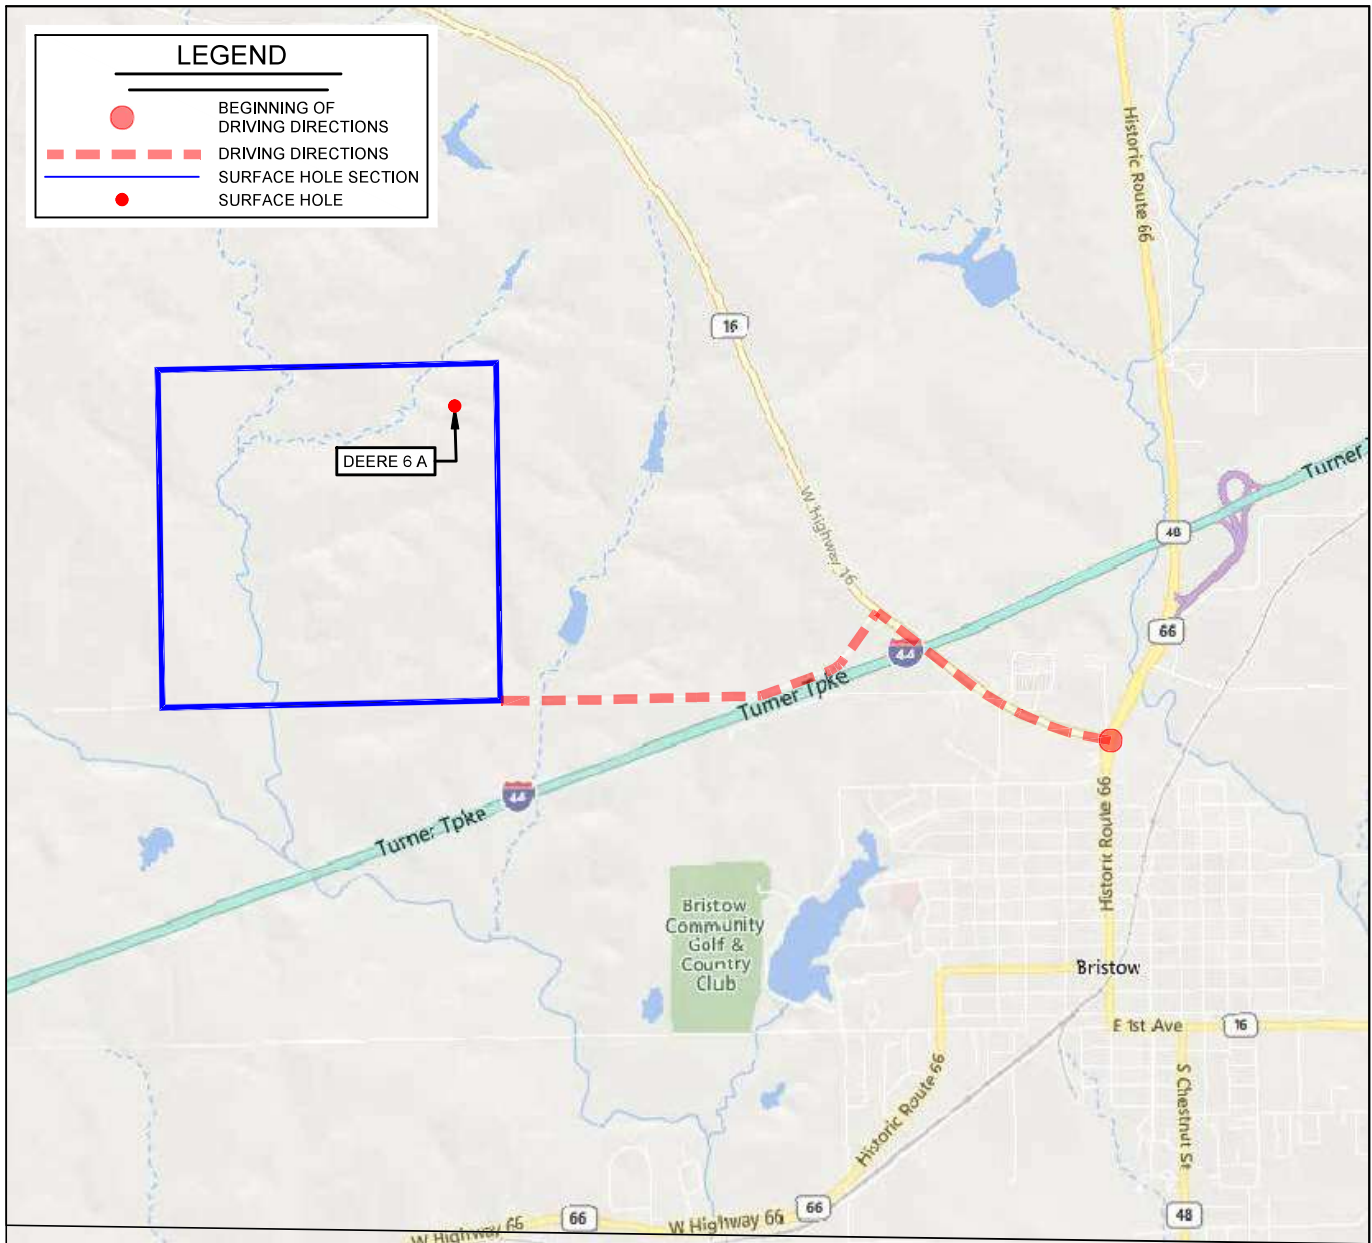 LEGEND
BEGINNING OF
DRIVING DIRECTIONS
DRIVING DIRECTIONS
SURFACE HOLE SECTION
SURFACE HOLE
Historic Route 66
16
DEERE 6 A
Turner
W Highway 16
48
66
44
Turner Tpke
44
Turner Tpke
Historic Route 66
Bristow
Community
Golf &
Country
Club
Bristow
E 1st Ave
16
Historic Route 66
S Chestnut St
66
66
W Highway 66
W Highway 66
48